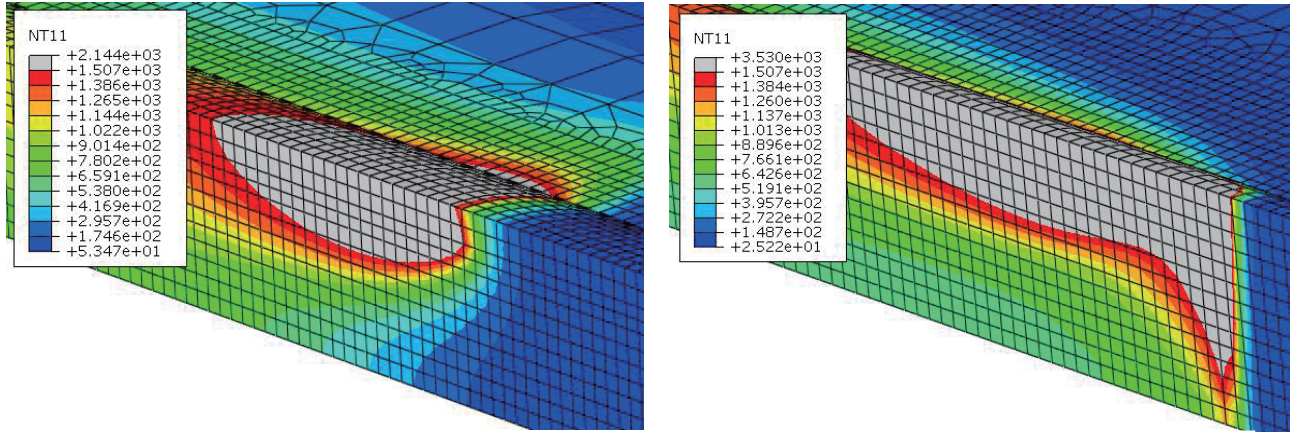 NT11
+2.144e+03
+1.507e+03
+1.386e+03
+1.265e+03
+1.144e+03
+1.022e+03
+9.014e+02
+7.802e+02
+6.591e+02
+5.380e+02
+4.169e+02
+2.957e+02
+1.746e+02
+5.347e+01
NT11
+3.530e+03
+1.507e+03
+1.384e+03
+1.260e+03
+1.137e+03
+1.013e+03
+8.896e+02
+7.661e+02
+6.426e+02
+5.191e+02
+3.957e+02
+2.722e+02
+1.487e+02
+2.522e+01